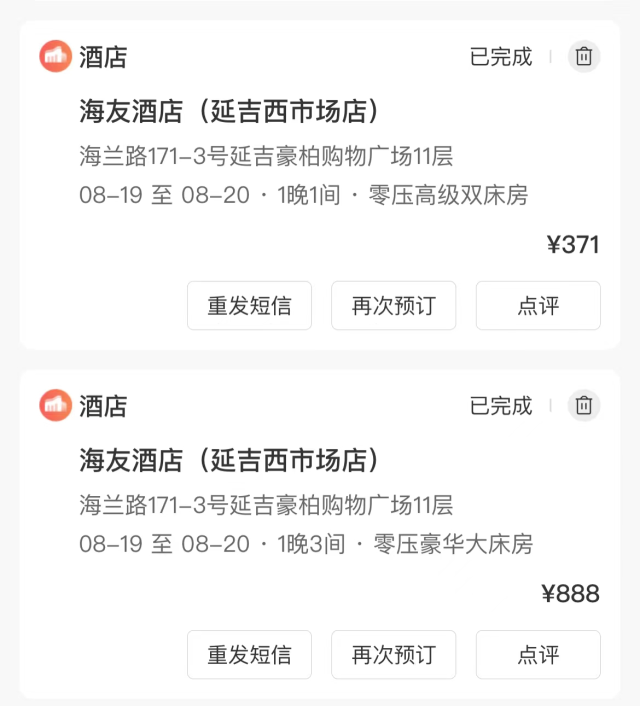 酒店
已完成
海友酒店（延吉西市场店）
海兰路171-3号延吉豪柏购物广场11层
08-19 至 08-20 · 1晚1间 · 零压高级双床房
¥371
重发短信
再次预订
点评
酒店
已完成
海友酒店（延吉西市场店）
海兰路171-3号延吉豪柏购物广场11层
08-19 至 08-20 · 1晚3间 · 零压豪华大床房
¥888
重发短信
再次预订
点评